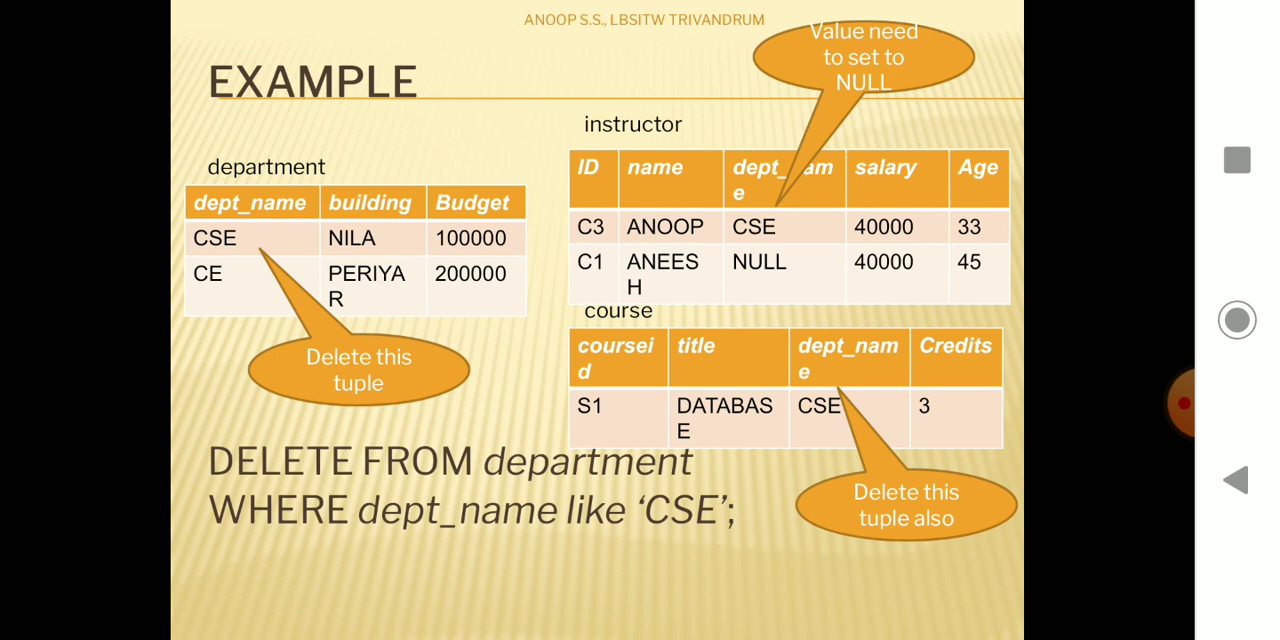 ANOOP S.S., LBSITW TRIVANDRUM
EXAMPLE
Value need
to set to
NULL
instructor
ID name dept_nam salary Age
e
C3 ANOOP CSE 40000 33
C1 ANEES NULL 40000 45
H
department
dept_name building Budget
CSE NILA 100000
CE PERIYA 200000
R
Delete this
tuple
course
coursei title dept_nam Credits
d e
S1 DATABAS CSE 3
E
Delete this
tuple also
DELETE FROM department
WHERE dept_name like ‘CSE’;